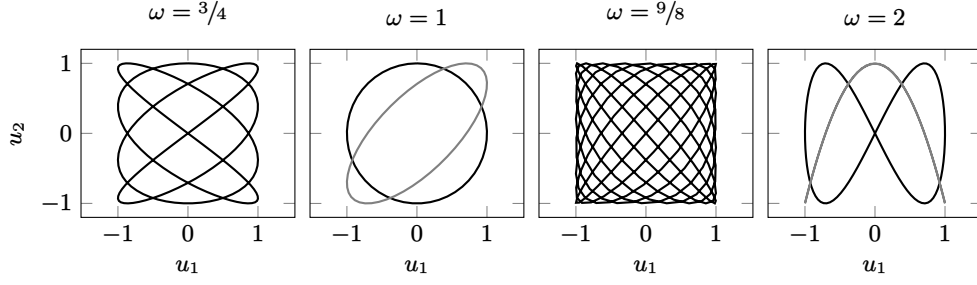 ω = 3/4 ω = 1 ω = 9/8 ω = 2
1
0
−1
u₂
−1 0 1 −1 0 1 −1 0 1 −1 0 1
u₁ u₁ u₁ u₁